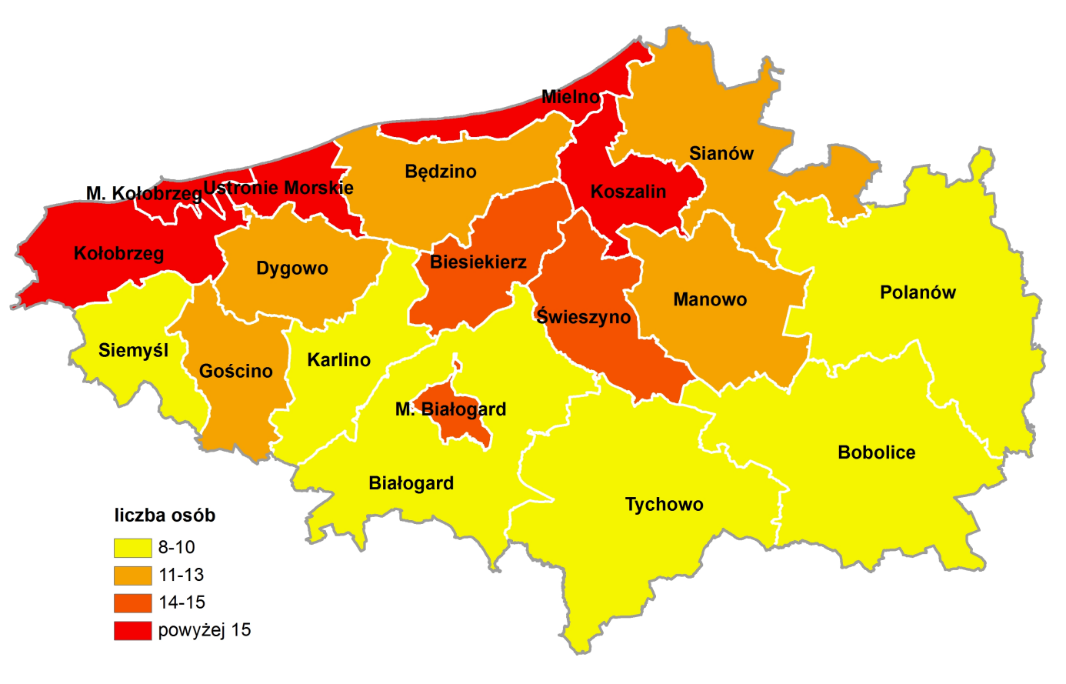 Mielno
Sianów
Będzino
M. Kołobrzeg
Ustronie Morskie
Koszalin
Kołobrzeg
Dygowo
Biesiekierz
Polanów
Manowo
Świeszyno
Siemyśl
Karlino
Gościno
M. Białogard
Bobolice
Białogard
Tychowo
liczba osób
8-10
11-13
14-15
powyżej 15